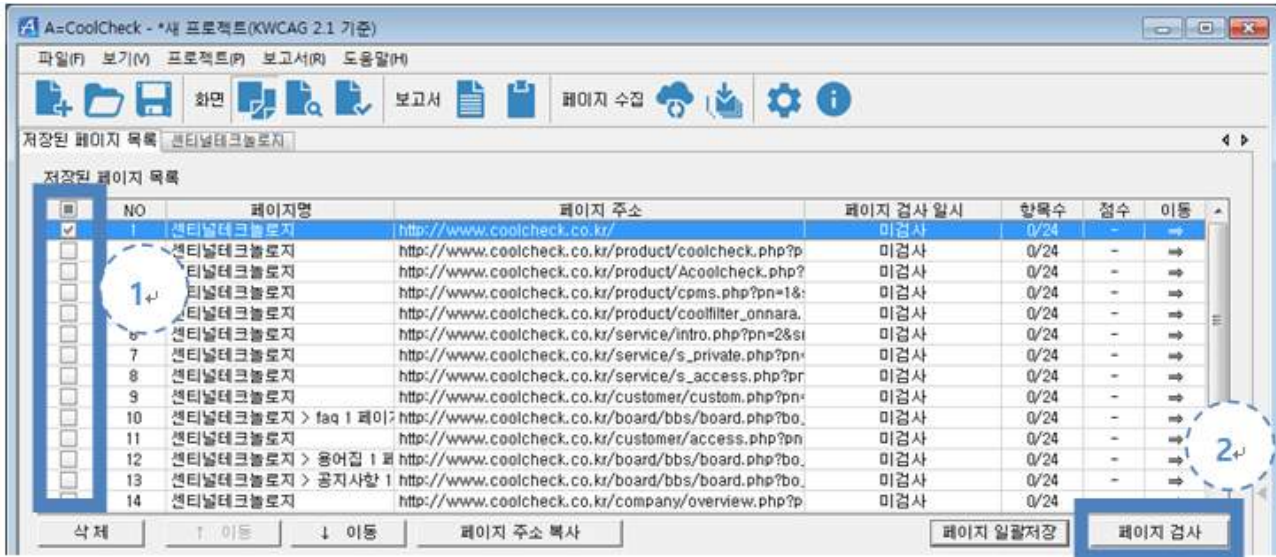 A=CoolCheck - *새 프로젝트(KWCAG 2.1 기준)
파일(F) 보기(V) 프로젝트(P) 보고서(R) 도움말(H)
화면 보고서 페이지 수집
저장된 페이지 목록 센티널테크놀로지
저장된 페이지 목록
NO 페이지명 페이지 주소 페이지 검사 일시 항목수 점수 이동
1 센티널테크놀로지 http://www.coolcheck.co.kr/ 미검사 0/24 - ⇒
센티널테크놀로지 http://www.coolcheck.co.kr/product/coolcheck.php?p 미검사 0/24 - ⇒
센티널테크놀로지 http://www.coolcheck.co.kr/product/Acoolcheck.php? 미검사 0/24 - ⇒
1 센티널테크놀로지 http://www.coolcheck.co.kr/product/cpms.php?pn=1& 미검사 0/24 - ⇒
센티널테크놀로지 http://www.coolcheck.co.kr/product/coolfilter_onnara. 미검사 0/24 - ⇒
6 센티널테크놀로지 http://www.coolcheck.co.kr/service/intro.php?pn=2&s 미검사 0/24 - ⇒
7 센티널테크놀로지 http://www.coolcheck.co.kr/service/s_private.php?pn 미검사 0/24 - ⇒
8 센티널테크놀로지 http://www.coolcheck.co.kr/service/s_access.php?pr 미검사 0/24 - ⇒
9 센티널테크놀로지 http://www.coolcheck.co.kr/customer/custom.php?pn 미검사 0/24 - ⇒
10 센티널테크놀로지 > faq 1 페이지 http://www.coolcheck.co.kr/board/bbs/board.php?bo_ 미검사 0/24 - ⇒
11 센티널테크놀로지 http://www.coolcheck.co.kr/customer/access.php?pn 미검사 0/24 - ⇒
12 센티널테크놀로지 > 용어집 1 페 http://www.coolcheck.co.kr/board/bbs/board.php?bo_ 미검사 0/24 - ⇒
2
13 센티널테크놀로지 > 공지사항 1 http://www.coolcheck.co.kr/board/bbs/board.php?bo_ 미검사 0/24 - ⇒
14 센티널테크놀로지 http://www.coolcheck.co.kr/company/overview.php?p 미검사 0/24 -
삭제 ↑ 이동 ↓ 이동 페이지 주소 복사 페이지 일괄저장 페이지 검사